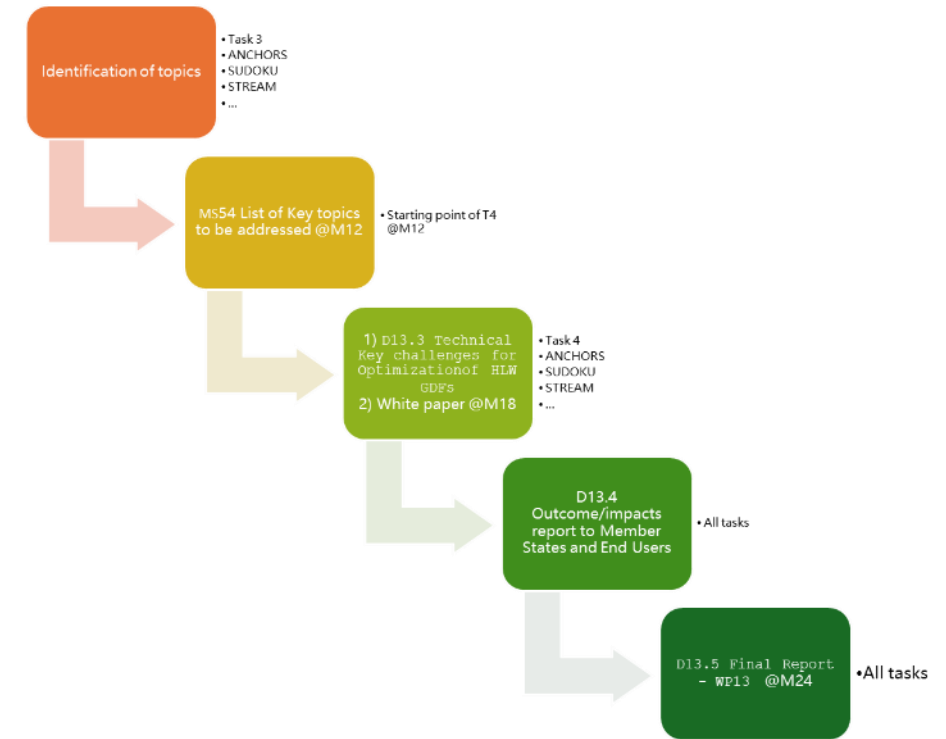 Identification of topics
• Task 3
• ANCHORS
• SUDOKU
• STREAM
• ...
MS54 List of Key topics
to be addressed @M12
• Starting point of T4
@M12
1) D13.3 Technical
Key challenges for
Optimizationof HLW
GDFs
2) White paper @M18
• Task 4
• ANCHORS
• SUDOKU
• STREAM
• ...
D13.4
Outcome/impacts
report to Member
States and End Users
• All tasks
D13.5 Final Report
- WP13 @M24
•All tasks